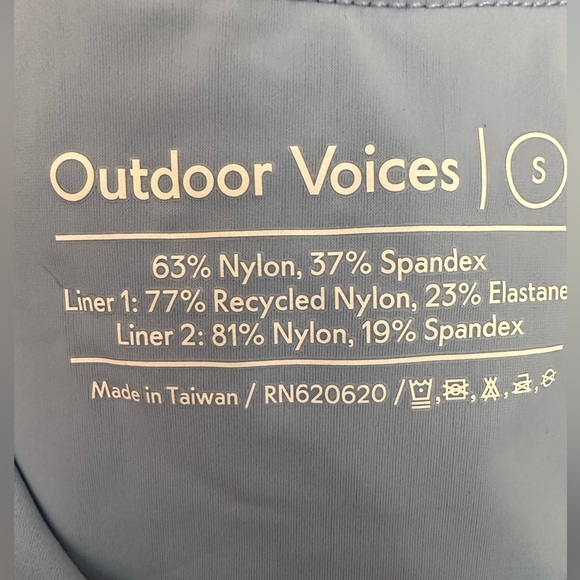 Outdoor Voices | S
63% Nylon, 37% Spandex
Liner 1: 77% Recycled Nylon, 23% Elastane
Liner 2: 81% Nylon, 19% Spandex
Made in Taiwan / RN620620 /